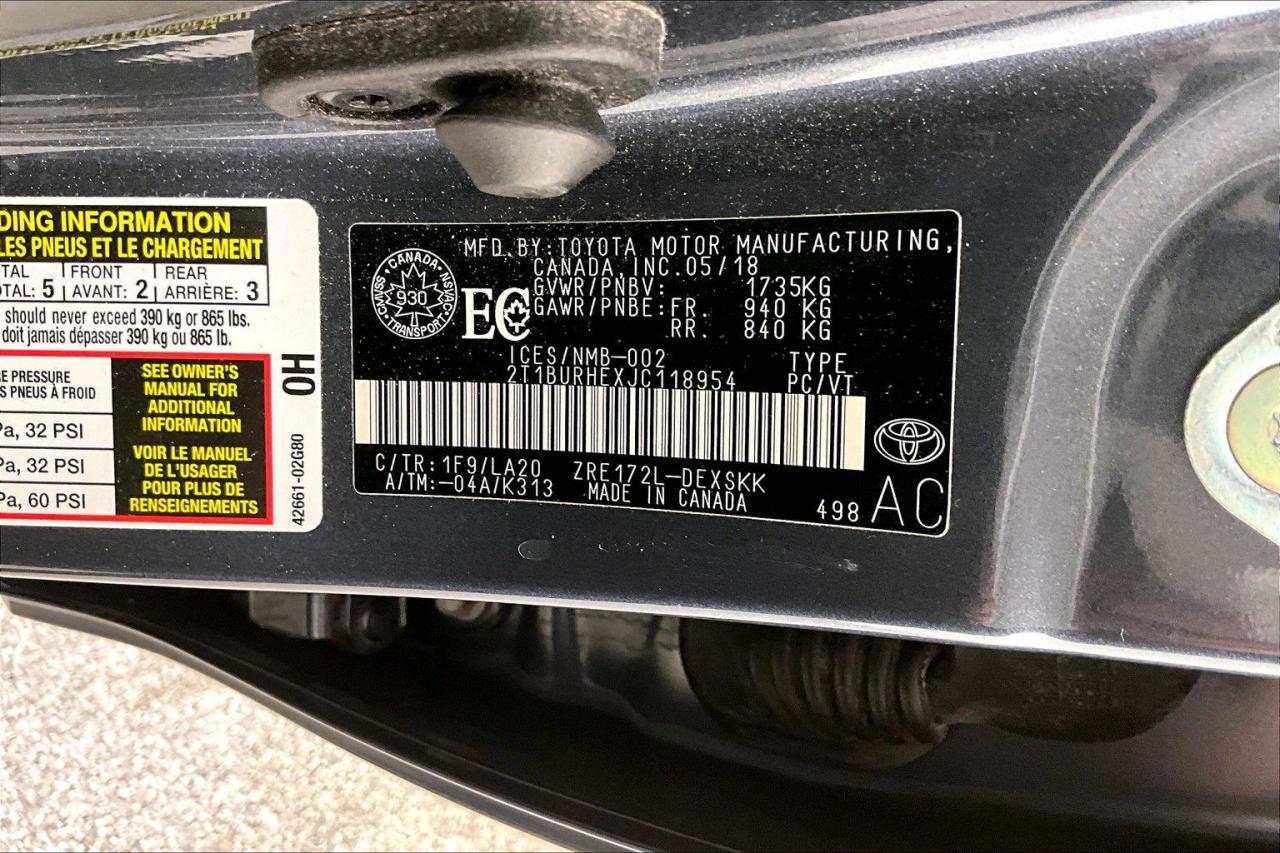 DING INFORMATION
LES PNEUS ET LE CHARGEMENT
TAL FRONT REAR
OTAL: 5 AVANT: 2 ARRIÈRE: 3
should never exceed 390 kg or 865 lbs.
doit jamais dépasser 390 kg ou 865 lb.
E PRESSURE
S PNEUS À FROID
Pa, 32 PSI
Pa, 32 PSI
Pa, 60 PSI
SEE OWNER'S
MANUAL FOR
ADDITIONAL
INFORMATION
VOIR LE MANUEL
DE L'USAGER
POUR PLUS DE
RENSEIGNEMENTS
OH
42661-02G80
CANADA
CMVSS NSVAC
930
TRANSPORT
EC
MFD.BY:TOYOTA MOTOR MANUFACTURING,
CANADA,INC.05/18
GVWR/PNBV: 1735KG
GAWR/PNBE:FR. 940 KG
RR. 840 KG
ICES/NMB-002 TYPE
2T1BURHEXJC118954 PC/VT
C/TR:1F9/LA20 ZRE172L-DEXSKK
A/TM:-04A/K313 MADE IN CANADA
498 AC